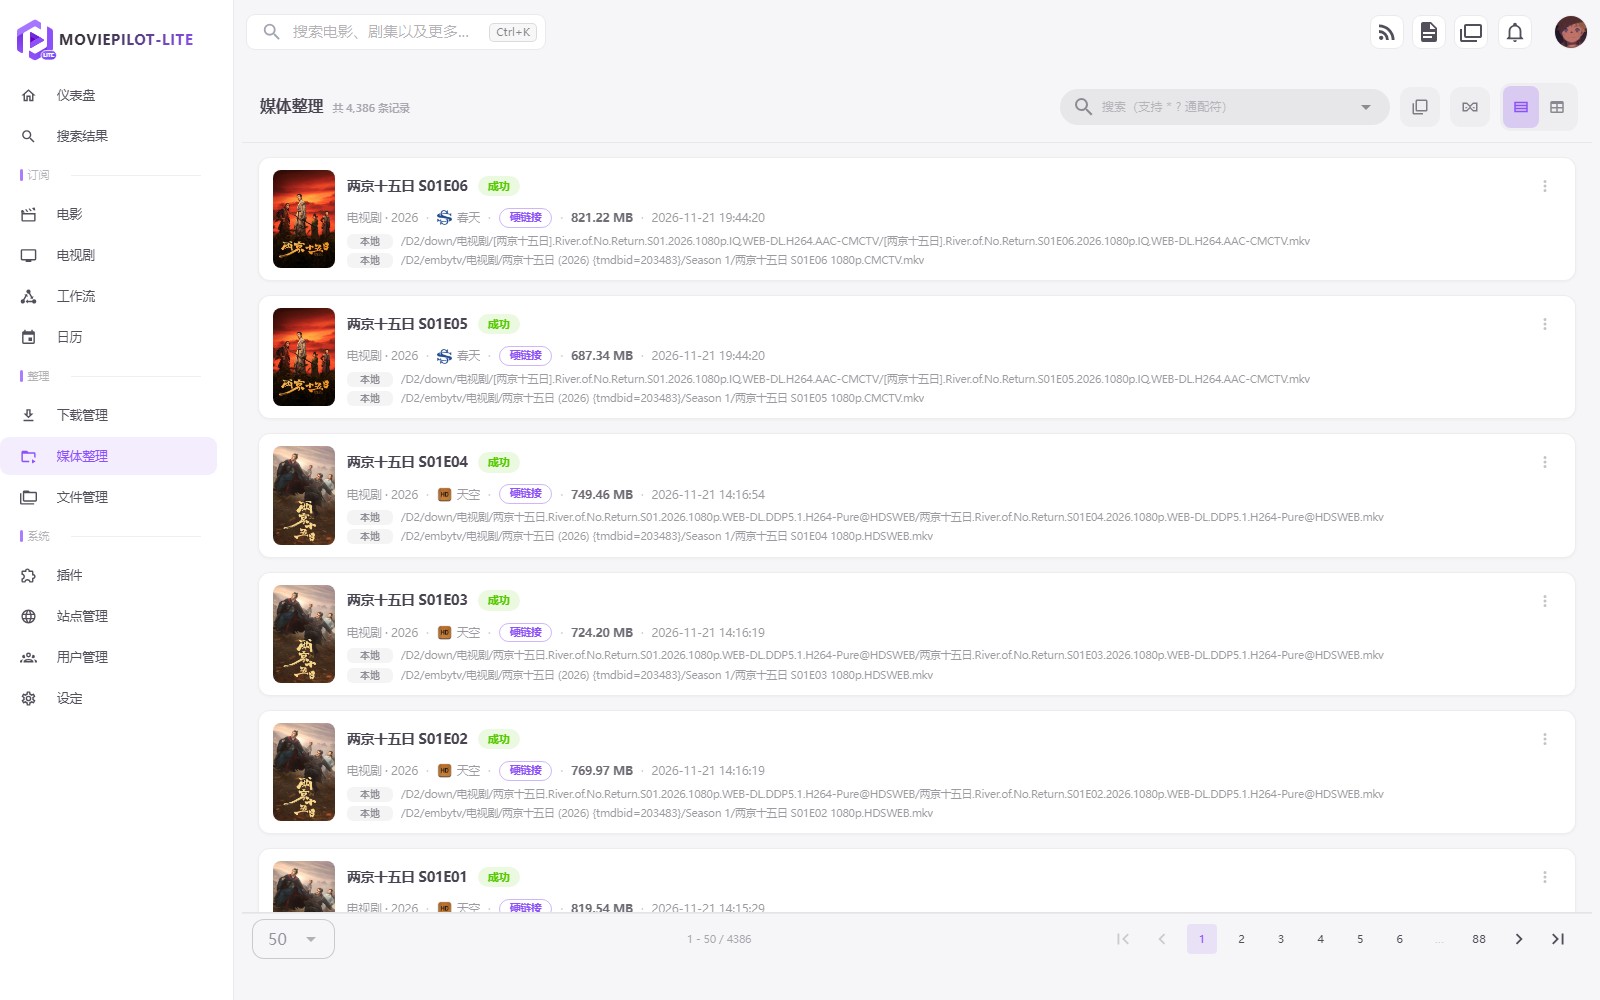 MOVIEPILOT-LITE
搜索电影、剧集以及更多... Ctrl+K
仪表盘
搜索结果
订阅
电影
电视剧
工作流
日历
整理
下载管理
媒体整理
文件管理
系统
插件
站点管理
用户管理
设定
媒体整理 共 4,386 条记录
搜索 (支持 * ? 通配符)
两京十五日 S01E06 成功
电视剧 · 2026 · 春天 · 硬链接 · 821.22 MB · 2026-11-21 19:44:20
本地 /D2/down/电视剧/[两京十五日].River.of.No.Return.S01.2026.1080p.IQ.WEB-DL.H264.AAC-CMCTV/[两京十五日].River.of.No.Return.S01E06.2026.1080p.IQ.WEB-DL.H264.AAC-CMCTV.mkv
本地 /D2/embytv/电视剧/两京十五日 (2026) {tmdbid=203483}/Season 1/两京十五日 S01E06 1080p.CMCTV.mkv
两京十五日 S01E05 成功
电视剧 · 2026 · 春天 · 硬链接 · 687.34 MB · 2026-11-21 19:44:20
本地 /D2/down/电视剧/[两京十五日].River.of.No.Return.S01.2026.1080p.IQ.WEB-DL.H264.AAC-CMCTV/[两京十五日].River.of.No.Return.S01E05.2026.1080p.IQ.WEB-DL.H264.AAC-CMCTV.mkv
本地 /D2/embytv/电视剧/两京十五日 (2026) {tmdbid=203483}/Season 1/两京十五日 S01E05 1080p.CMCTV.mkv
两京十五日 S01E04 成功
电视剧 · 2026 · HD 天空 · 硬链接 · 749.46 MB · 2026-11-21 14:16:54
本地 /D2/down/电视剧/两京十五日.River.of.No.Return.S01.2026.1080p.WEB-DL.DDP5.1.H264-Pure@HDSWEB/两京十五日.River.of.No.Return.S01E04.2026.1080p.WEB-DL.DDP5.1.H264-Pure@HDSWEB.mkv
本地 /D2/embytv/电视剧/两京十五日 (2026) {tmdbid=203483}/Season 1/两京十五日 S01E04 1080p.HDSWEB.mkv
两京十五日 S01E03 成功
电视剧 · 2026 · HD 天空 · 硬链接 · 724.20 MB · 2026-11-21 14:16:19
本地 /D2/down/电视剧/两京十五日.River.of.No.Return.S01.2026.1080p.WEB-DL.DDP5.1.H264-Pure@HDSWEB/两京十五日.River.of.No.Return.S01E03.2026.1080p.WEB-DL.DDP5.1.H264-Pure@HDSWEB.mkv
本地 /D2/embytv/电视剧/两京十五日 (2026) {tmdbid=203483}/Season 1/两京十五日 S01E03 1080p.HDSWEB.mkv
两京十五日 S01E02 成功
电视剧 · 2026 · HD 天空 · 硬链接 · 769.97 MB · 2026-11-21 14:16:19
本地 /D2/down/电视剧/两京十五日.River.of.No.Return.S01.2026.1080p.WEB-DL.DDP5.1.H264-Pure@HDSWEB/两京十五日.River.of.No.Return.S01E02.2026.1080p.WEB-DL.DDP5.1.H264-Pure@HDSWEB.mkv
本地 /D2/embytv/电视剧/两京十五日 (2026) {tmdbid=203483}/Season 1/两京十五日 S01E02 1080p.HDSWEB.mkv
两京十五日 S01E01 成功
电视剧 · 2026 · HD 天空 · 硬链接 · 819.54 MB · 2026-11-21 14:15:29
50 1 - 50 / 4386 1 2 3 4 5 6 ... 88